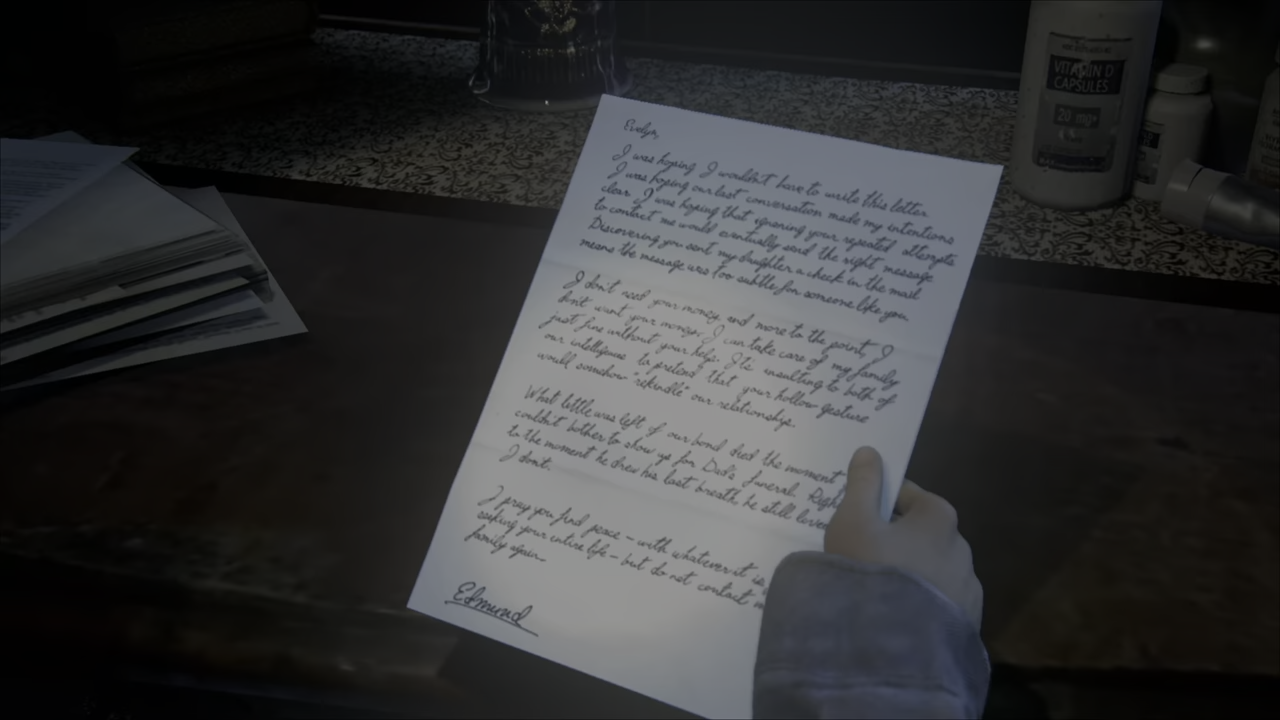 Evelyn,
I was hoping I wouldn't have to write this letter.
I was hoping our last conversation made my intentions
clear. I was hoping that ignoring your repeated attempts
to contact me would eventually send the right message.
Discovering you sent my daughter a check in the mail
means the message was too subtle for someone like you.
I don't need your money, and more to the point, I
don't want your money. I can take care of my family
just fine without your help. It's insulting to both of
our intelligence to pretend that your hollow gesture
would somehow "rekindle" our relationship.
What little was left of our bond died the moment
couldn't bother to show up for Dad's funeral. Right
to the moment he drew his last breath, he still loved
I don't.
I pray you find peace – with whatever it is
seeking your entire life – but do not contact
family again.
Edmund
VITAMIN D
CAPSULES
20 mg